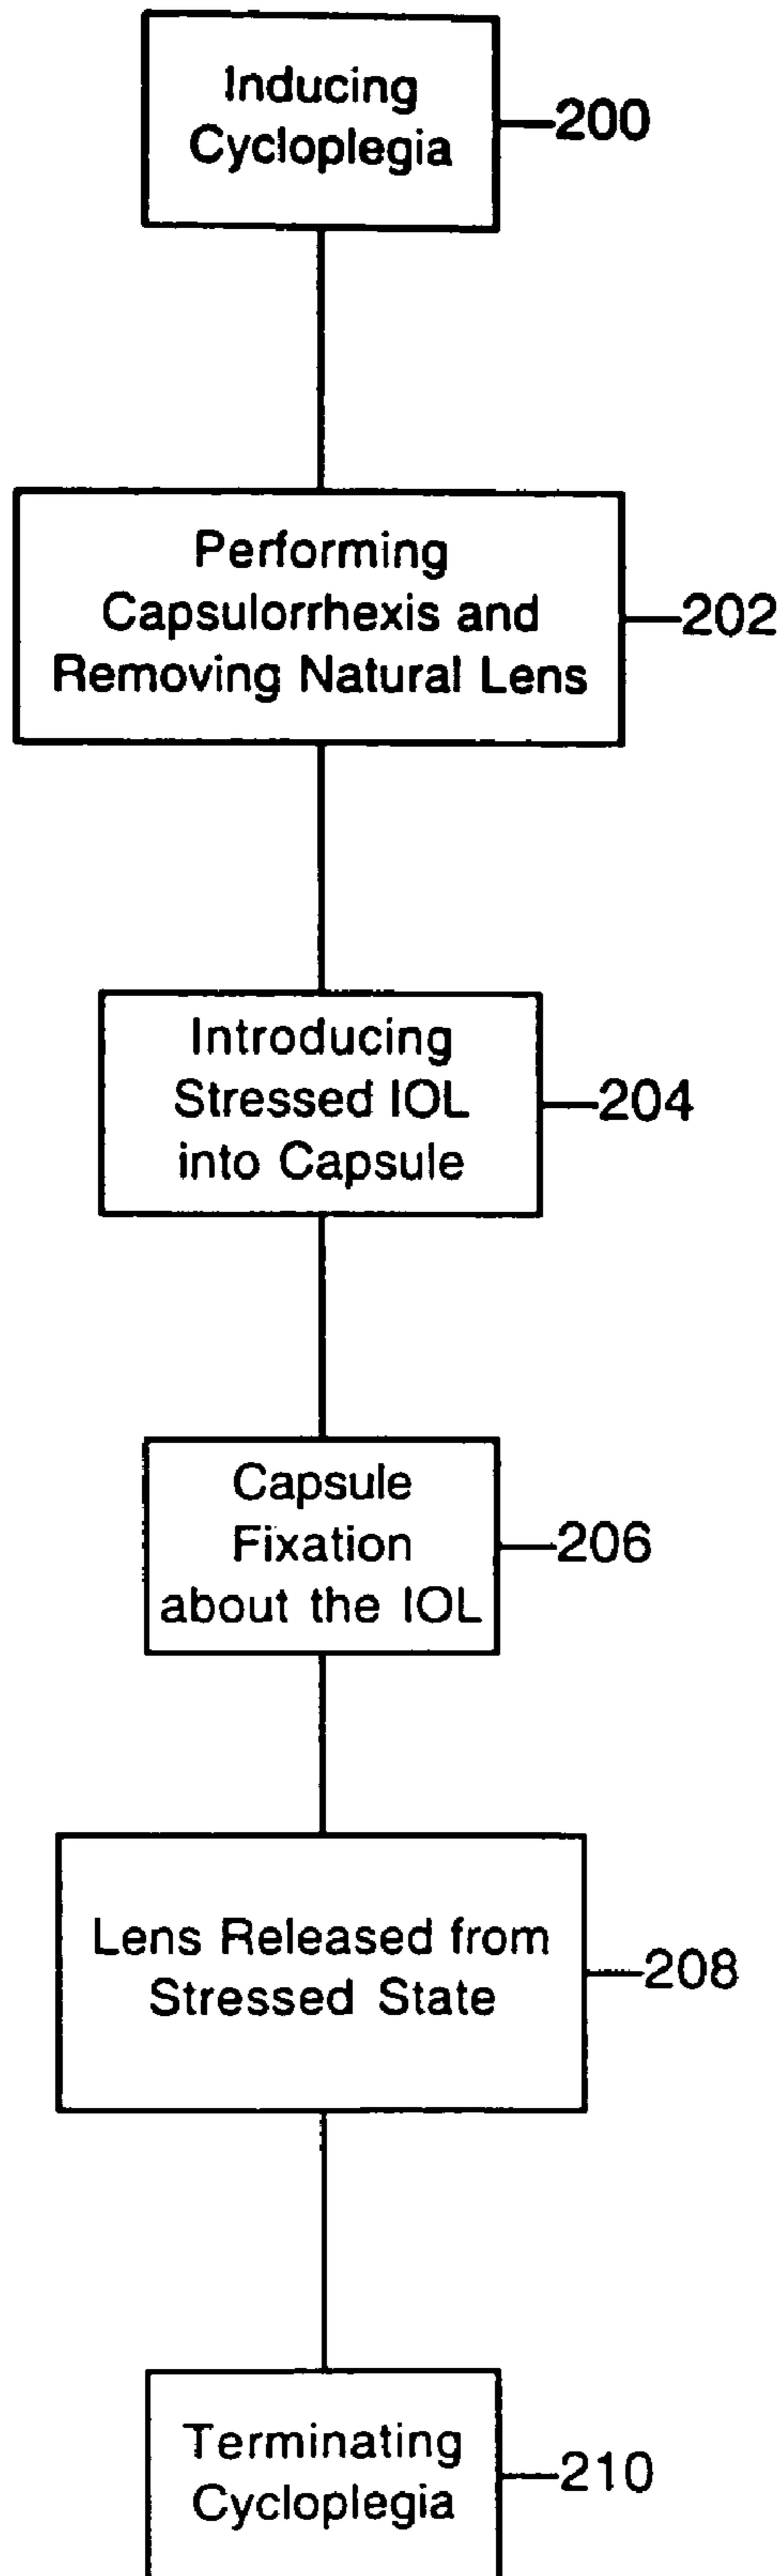 Inducing
Cycloplegia
200
Performing
Capsulorrhexis and
Removing Natural Lens
202
Introducing
Stressed IOL
into Capsule
204
Capsule
Fixation
about the IOL
206
Lens Released from
Stressed State
208
Terminating
Cycloplegia
210